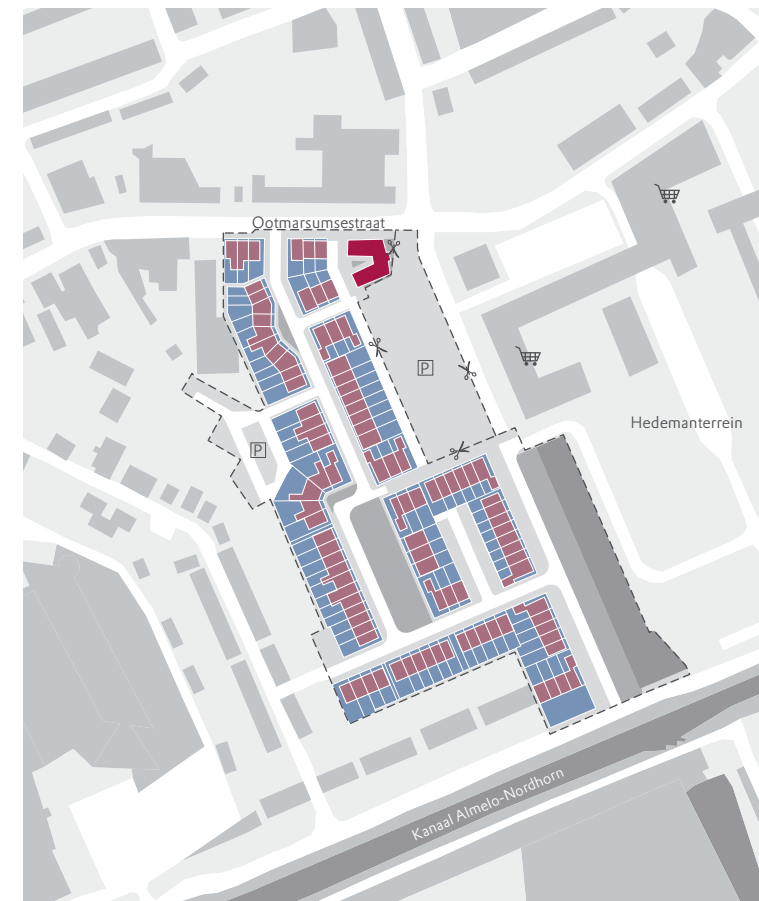 Ootmarsumsestraat
P
Hedemanterrein
P
Kanaal Almelo-Nordhorn